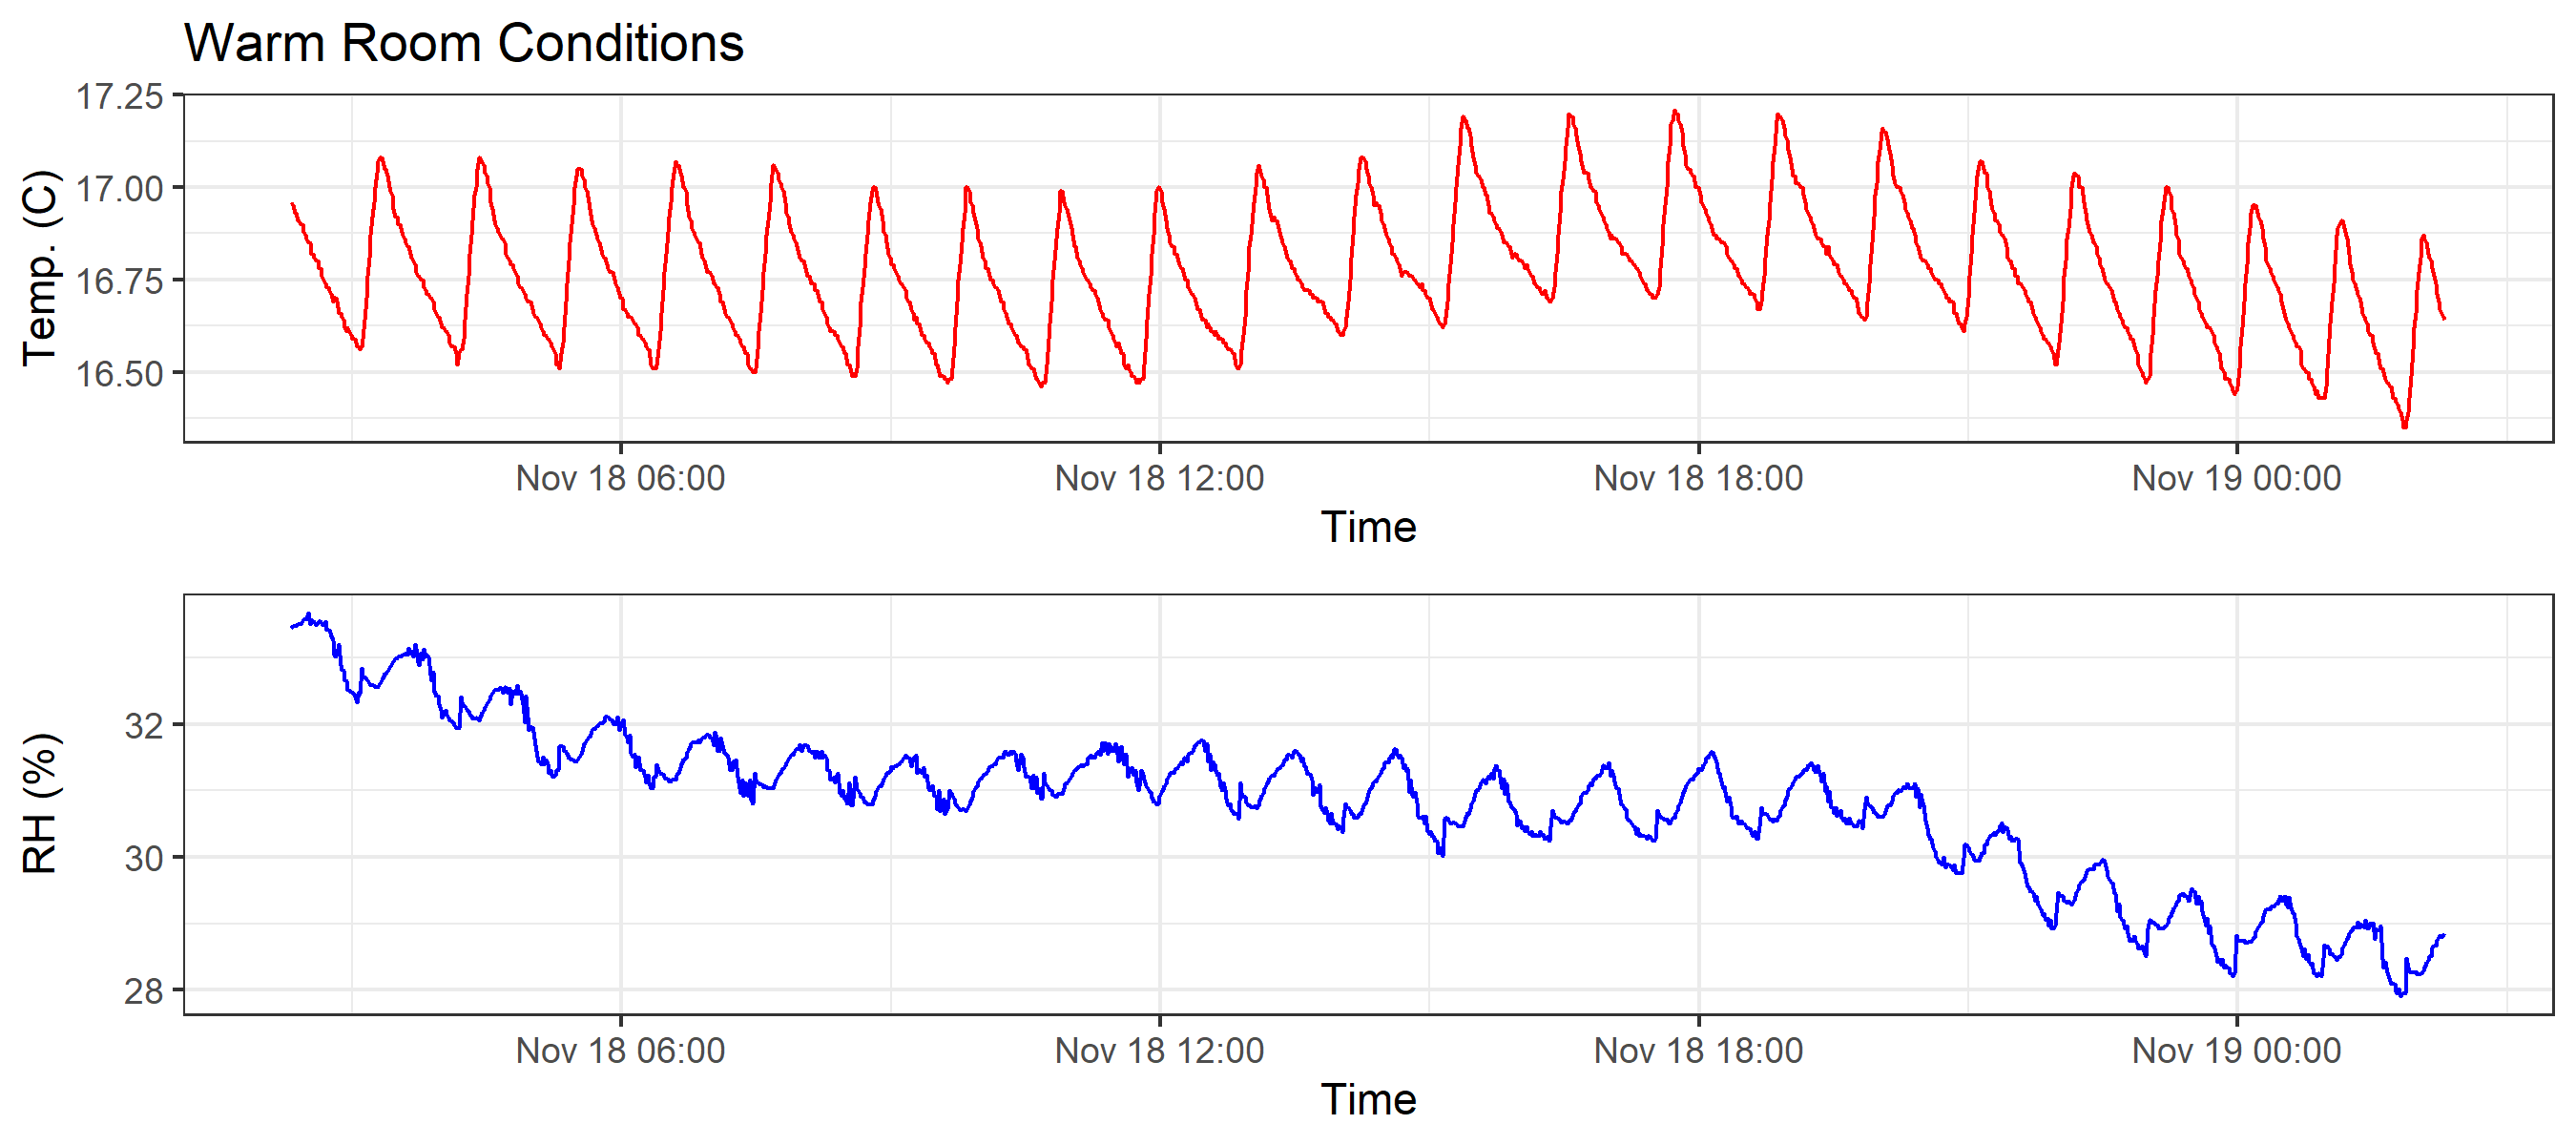 Warm Room Conditions
Temp. (C)
17.25
17.00
16.75
16.50
Nov 18 06:00 Nov 18 12:00 Nov 18 18:00 Nov 19 00:00
Time
RH (%)
32
30
28
Nov 18 06:00 Nov 18 12:00 Nov 18 18:00 Nov 19 00:00
Time